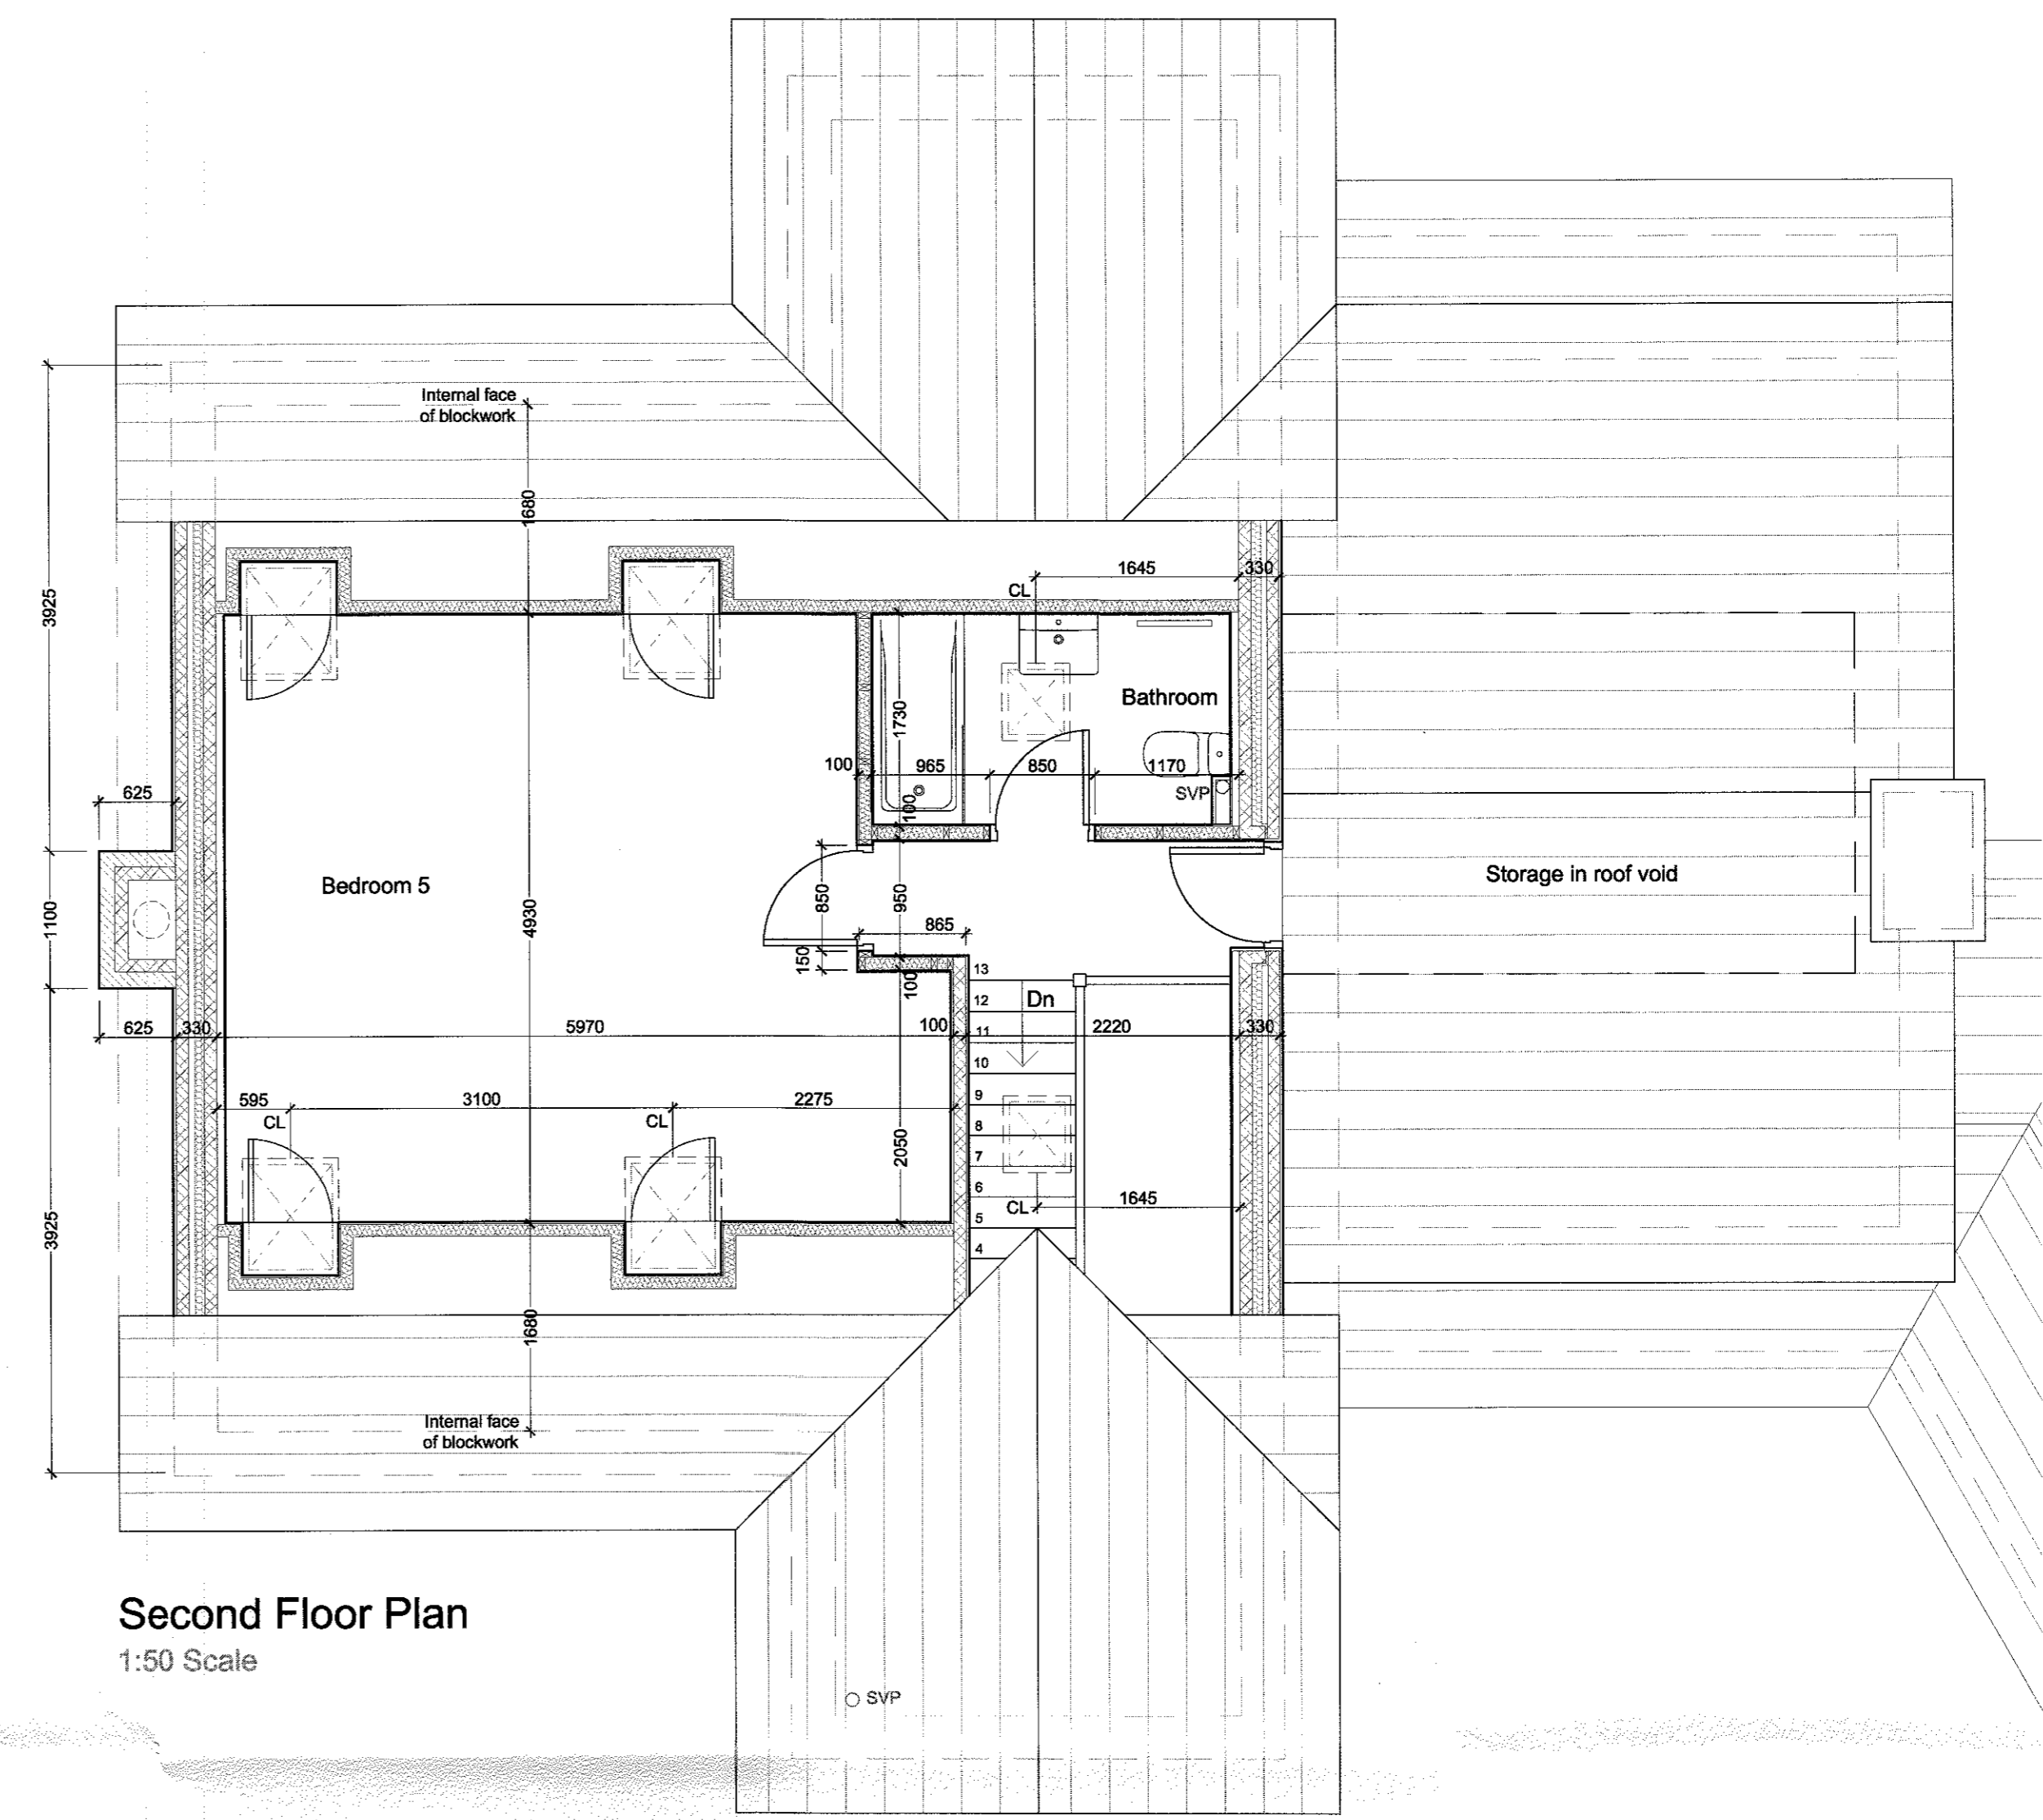 Internal face
of blockwork
1680
3925
1645
330
CL
Bathroom
1730
100
965
850
1170
SVP
100
625
Bedroom 5
Storage in roof void
1100
4930
850
950
865
150
100
13
12
Dn
625
330
5970
100
11
2220
330
10
595
3100
2275
9
CL
CL
8
2050
7
6
1645
CL
5
4
3925
1680
Internal face
of blockwork
Second Floor Plan
1:50 Scale
SVP